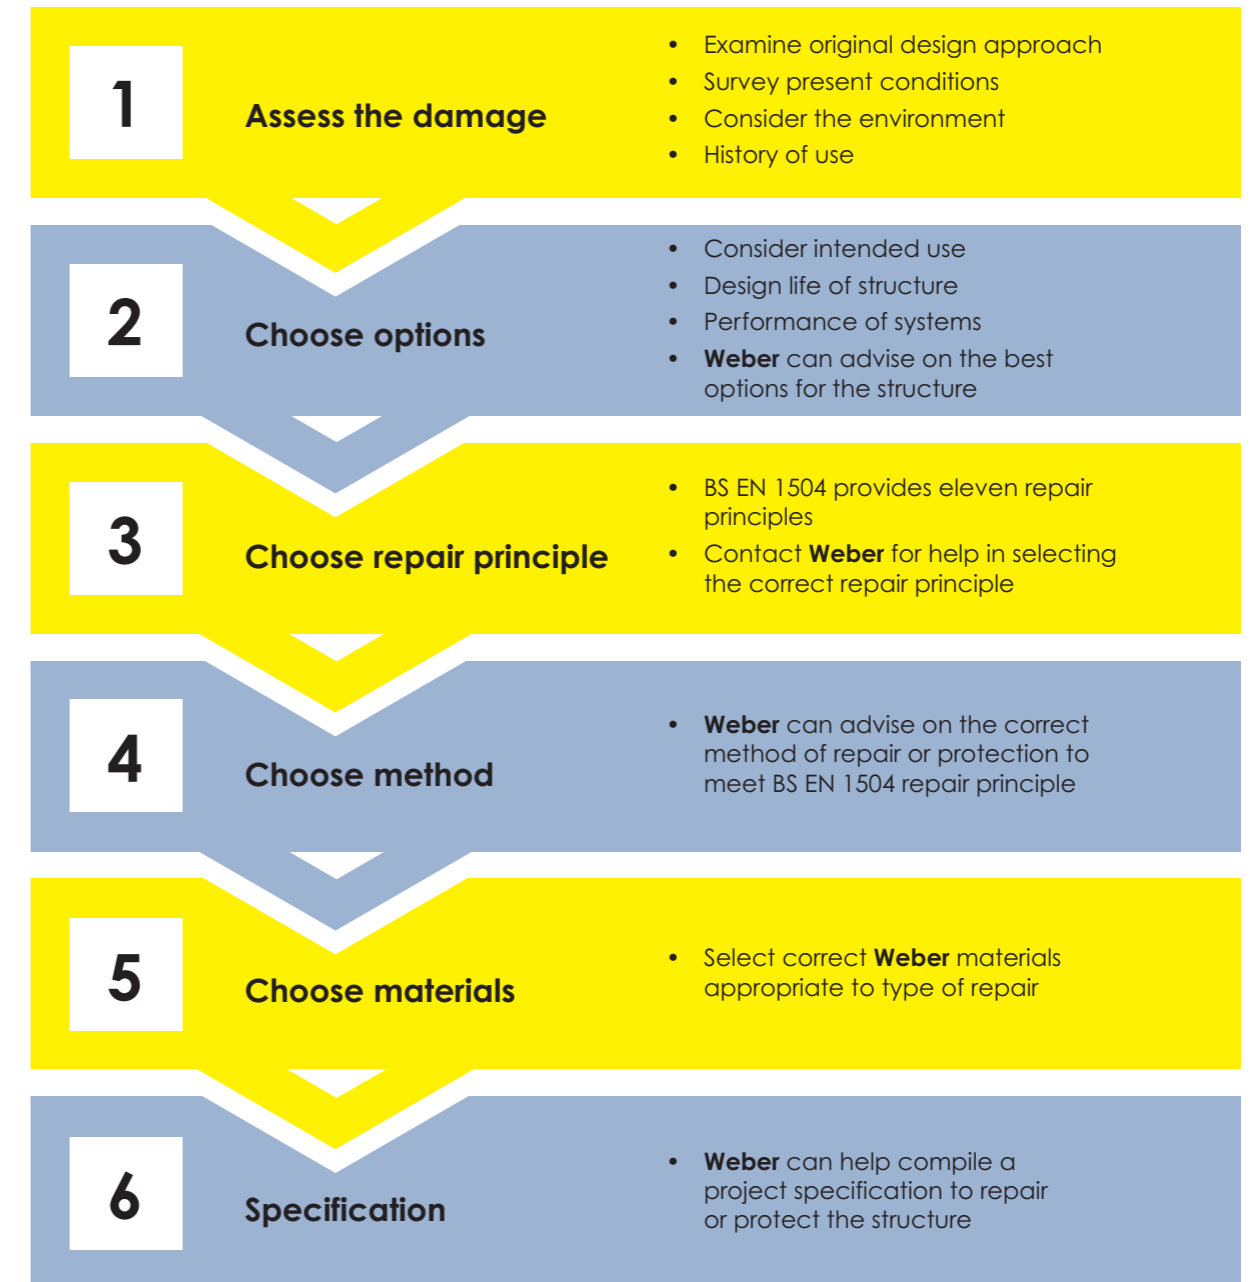 1
Assess the damage
• Examine original design approach
• Survey present conditions
• Consider the environment
• History of use
2
Choose options
• Consider intended use
• Design life of structure
• Performance of systems
• Weber can advise on the best
options for the structure
3
Choose repair principle
• BS EN 1504 provides eleven repair
principles
• Contact Weber for help in selecting
the correct repair principle
4
Choose method
• Weber can advise on the correct
method of repair or protection to
meet BS EN 1504 repair principle
5
Choose materials
• Select correct Weber materials
appropriate to type of repair
6
Specification
• Weber can help compile a
project specification to repair
or protect the structure